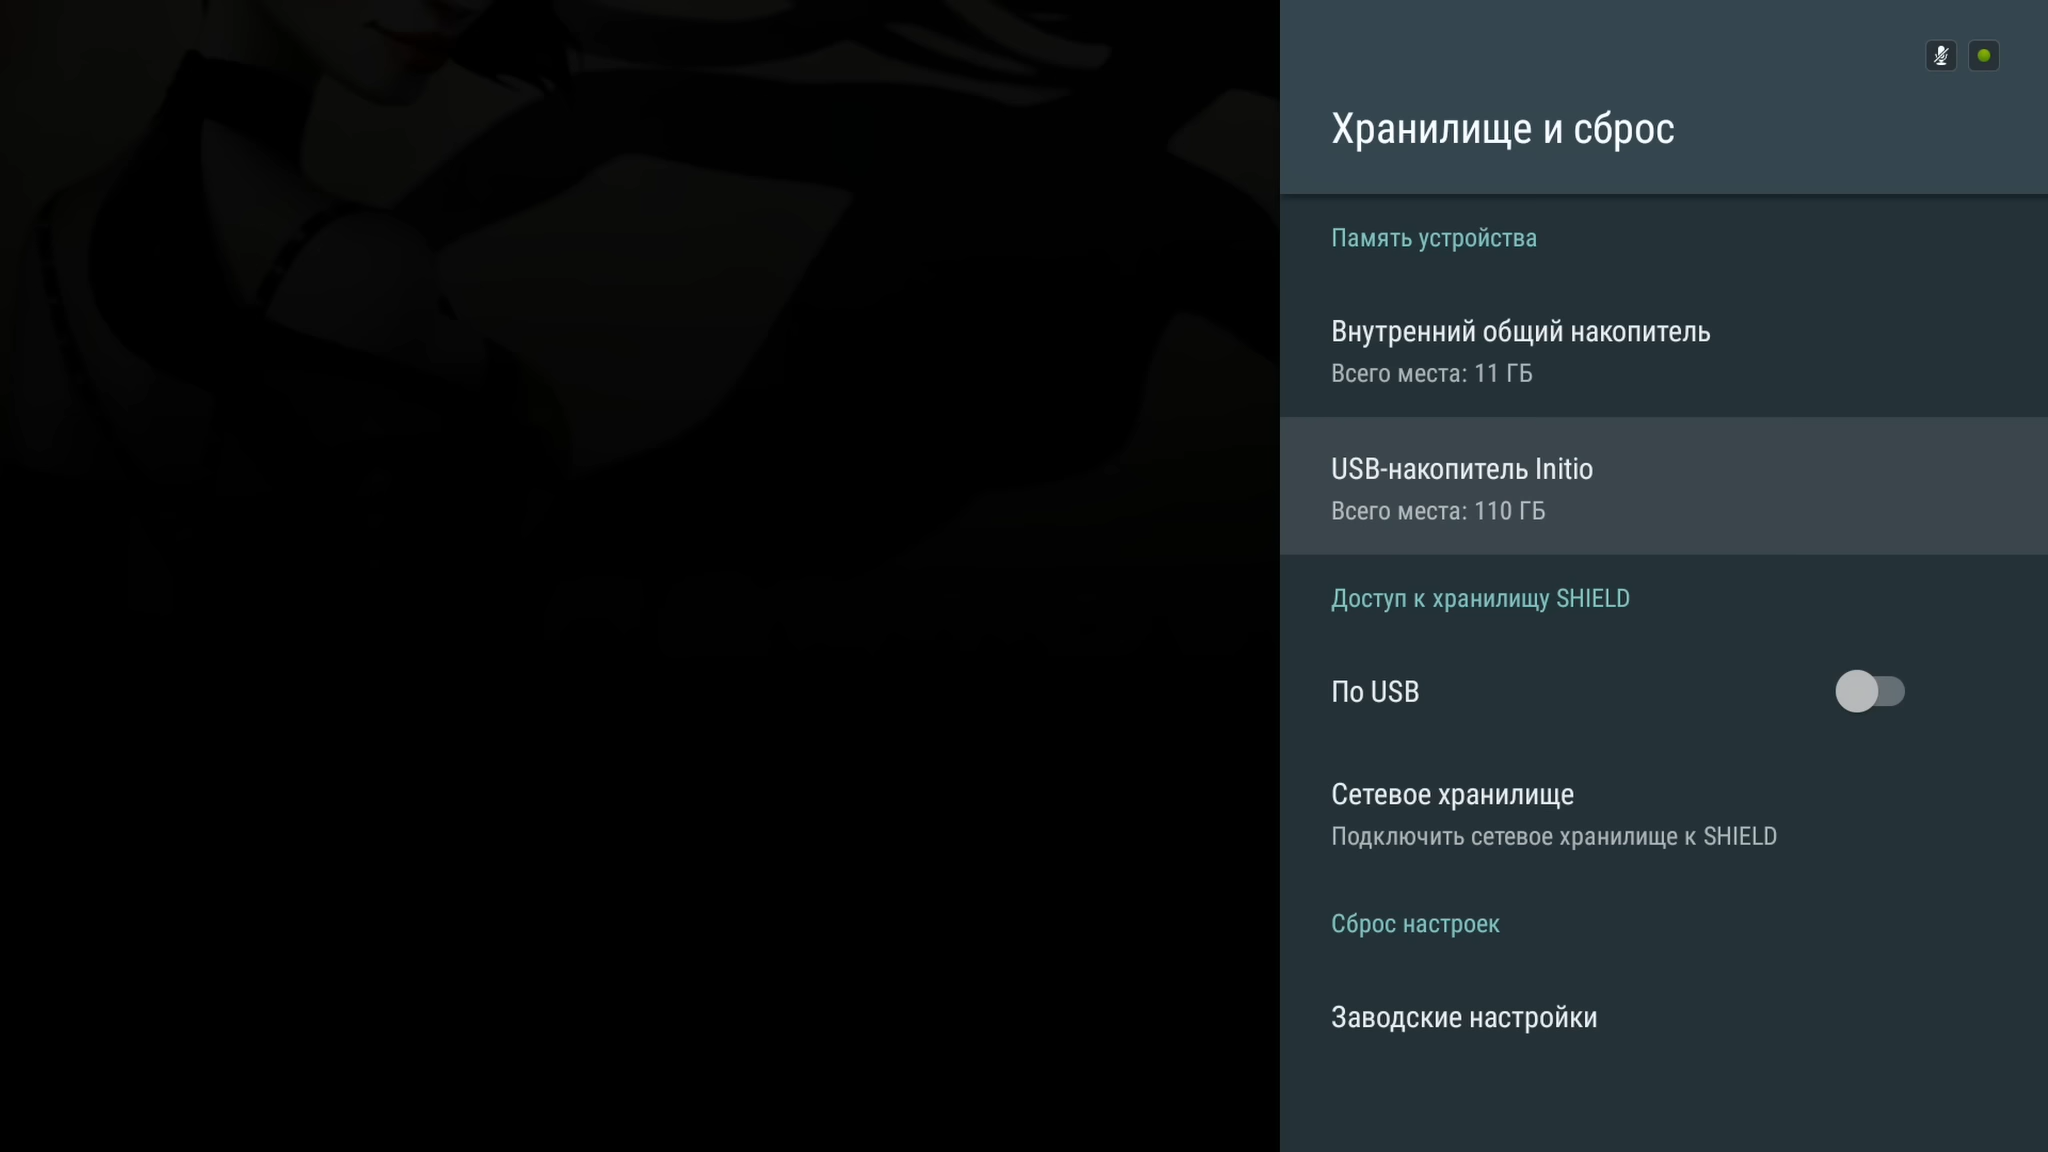 Хранилище и сброс
Память устройства
Внутренний общий накопитель
Всего места: 11 ГБ
USB-накопитель Initio
Всего места: 110 ГБ
Доступ к хранилищу SHIELD
По USB
Сетевое хранилище
Подключить сетевое хранилище к SHIELD
Сброс настроек
Заводские настройки